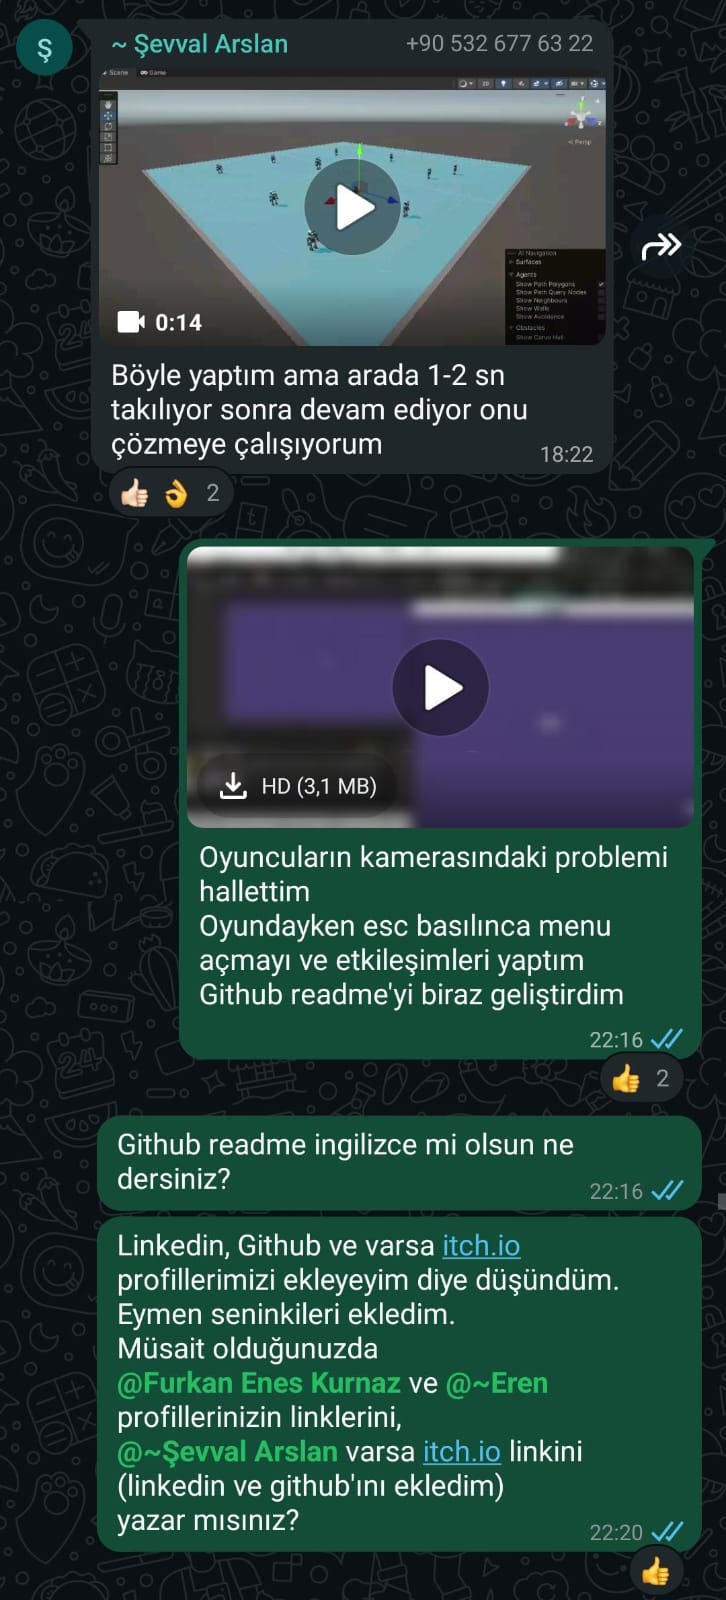 Ş
~ Şevval Arslan
+90 532 677 63 22
Scene Game
2D
< Persp
AI Navigation
Surfaces
Agents
Show Path Polygons
Show Path Query Nodes
Show Neighbours
Show Walls
Show Avoidance
Obstacles
Show Carve Hull
0:14
Böyle yaptım ama arada 1-2 sn
takılıyor sonra devam ediyor onu
çözmeye çalışıyorum
18:22
2
HD (3,1 MB)
Oyuncuların kamerasındaki problemi
hallettim
Oyundayken esc basılınca menu
açmayı ve etkileşimleri yaptım
Github readme'yi biraz geliştirdim
22:16
2
Github readme ingilizce mi olsun ne
dersiniz?
22:16
Linkedin, Github ve varsa itch.io
profillerimizi ekleyeyim diye düşündüm.
Eymen seninkileri ekledim.
Müsait olduğunuzda
@Furkan Enes Kurnaz ve @~Eren
profillerinizin linklerini,
@~Şevval Arslan varsa itch.io linkini
(linkedin ve github'ını ekledim)
yazar mısınız?
22:20